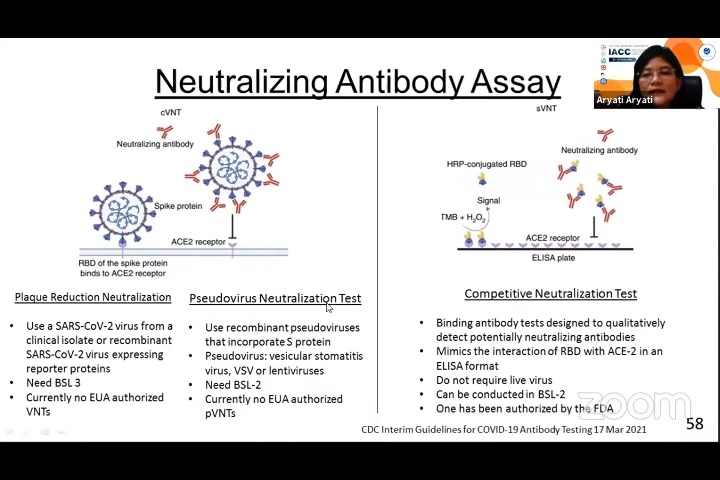 Neutralizing Antibody Assay
IACC
Aryati Aryati
cVNT
Neutralizing antibody
Spike protein
ACE2 receptor
RBD of the spike protein
binds to ACE2 receptor
sVNT
Neutralizing antibody
HRP-conjugated RBD
Signal
TMB + H2O2
ACE2 receptor
ELISA plate
Plaque Reduction Neutralization
• Use a SARS-CoV-2 virus from a
clinical isolate or recombinant
SARS-CoV-2 virus expressing
reporter proteins
• Need BSL 3
• Currently no EUA authorized
VNTs
Pseudovirus Neutralization Test
• Use recombinant pseudoviruses
that incorporate S protein
• Pseudovirus: vesicular stomatitis
virus, VSV or lentiviruses
• Need BSL-2
• Currently no EUA authorized
pVNTs
Competitive Neutralization Test
• Binding antibody tests designed to qualitatively
detect potentially neutralizing antibodies
• Mimics the interaction of RBD with ACE-2 in an
ELISA format
• Do not require live virus
• Can be conducted in BSL-2
• One has been authorized by the FDA
zoom
58
CDC Interim Guidelines for COVID-19 Antibody Testing 17 Mar 2021